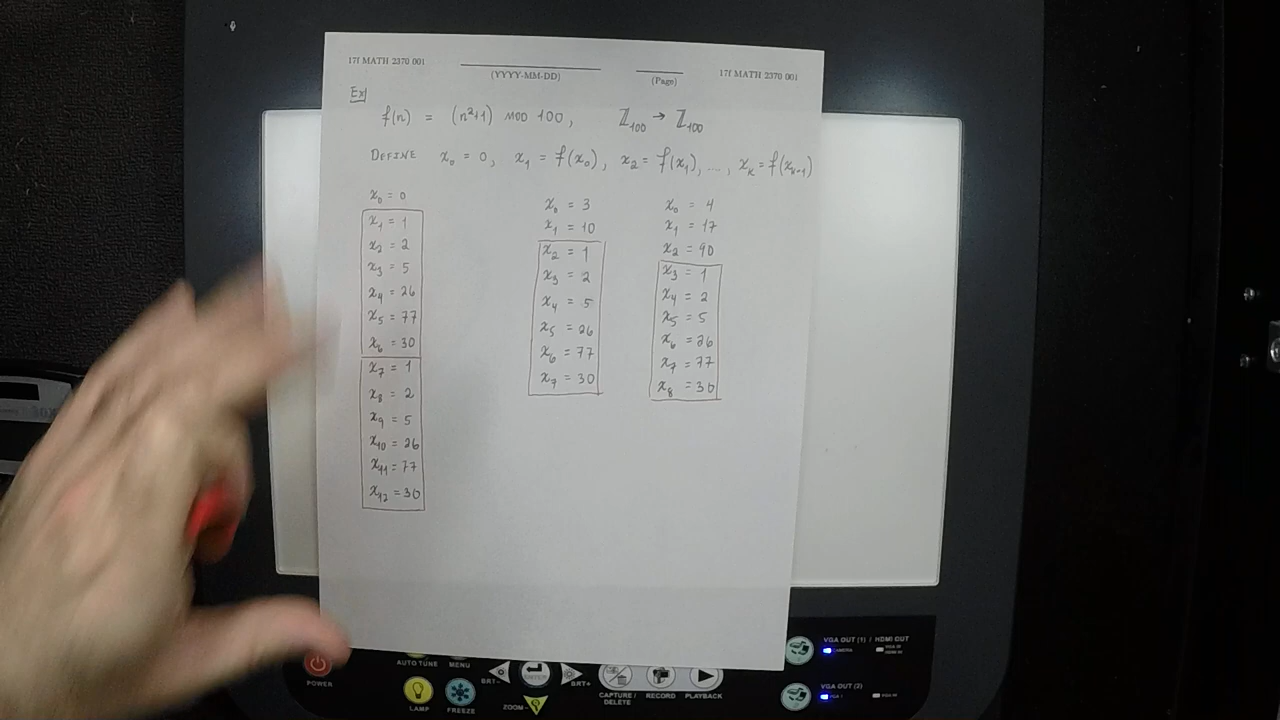 17f MATH 2370 001
(YYYY-MM-DD)
(Page)
17f MATH 2370 001
Ex1
f(n) = (n²+1) MOD 100, ℤ₁₀₀ → ℤ₁₀₀
DEFINE x₀ = 0, x₁ = f(x₀), x₂ = f(x₁), ..., xₖ = f(xₖ₋₁)
x₀ = 0
x₁ = 1
x₂ = 2
x₃ = 5
x₄ = 26
x₅ = 77
x₆ = 30
x₇ = 1
x₈ = 2
x₉ = 5
x₁₀ = 26
x₁₁ = 77
x₁₂ = 30
x₀ = 3
x₁ = 10
x₂ = 1
x₃ = 2
x₄ = 5
x₅ = 26
x₆ = 77
x₇ = 30
x₀ = 4
x₁ = 17
x₂ = 90
x₃ = 1
x₄ = 2
x₅ = 5
x₆ = 26
x₇ = 77
x₈ = 30
POWER
AUTO TUNE
MENU
LAMP
FREEZE
BRT-
ENTER
BRT+
ZOOM-
CAPTURE/
DELETE
RECORD
PLAYBACK
VGA OUT (1) / HDMI OUT
CAMERA
VGA OUT (2)